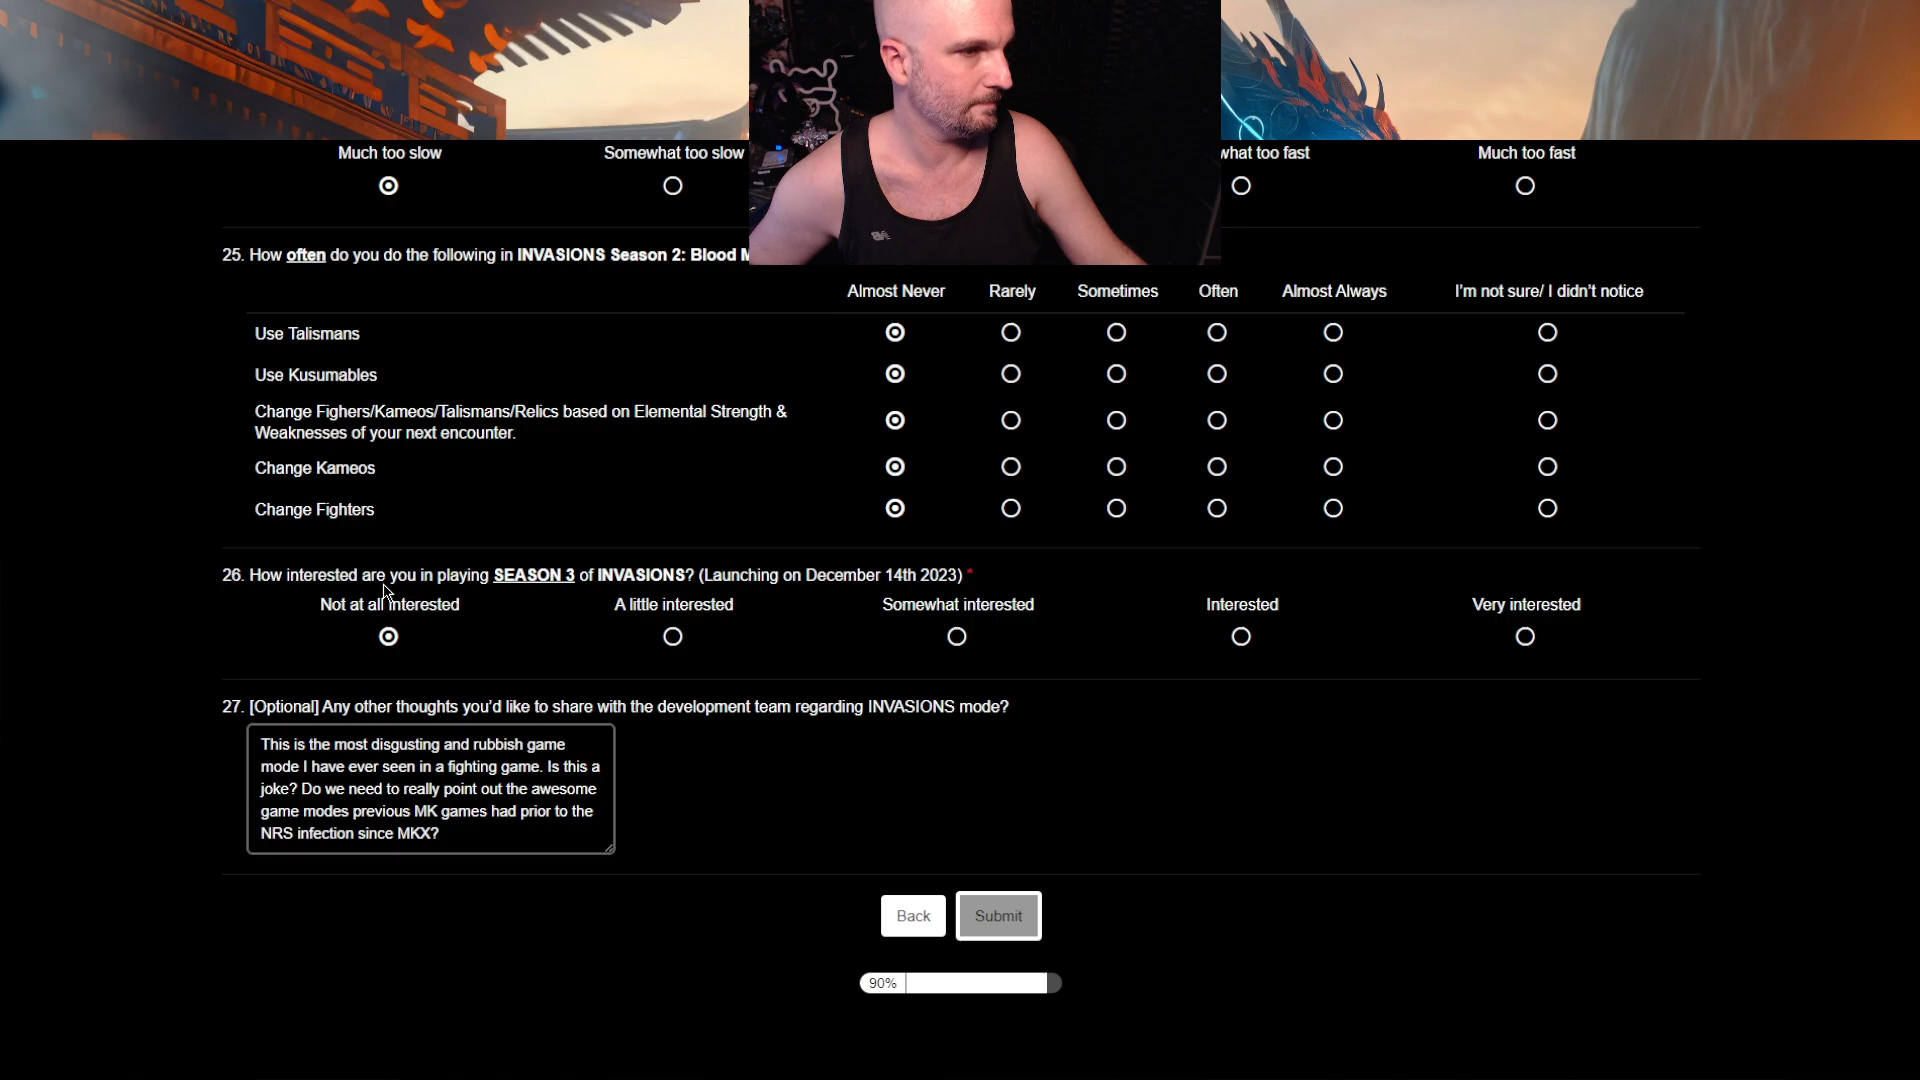 Much too slow Somewhat too slow what too fast Much too fast
25. How often do you do the following in INVASIONS Season 2: Blood M
Almost Never Rarely Sometimes Often Almost Always I'm not sure/ I didn't notice
Use Talismans
Use Kusumables
Change Fighers/Kameos/Talismans/Relics based on Elemental Strength &
Weaknesses of your next encounter.
Change Kameos
Change Fighters
26. How interested are you in playing SEASON 3 of INVASIONS? (Launching on December 14th 2023) *
Not at all interested A little interested Somewhat interested Interested Very interested
27. [Optional] Any other thoughts you'd like to share with the development team regarding INVASIONS mode?
This is the most disgusting and rubbish game
mode I have ever seen in a fighting game. Is this a
joke? Do we need to really point out the awesome
game modes previous MK games had prior to the
NRS infection since MKX?
Back Submit
90%